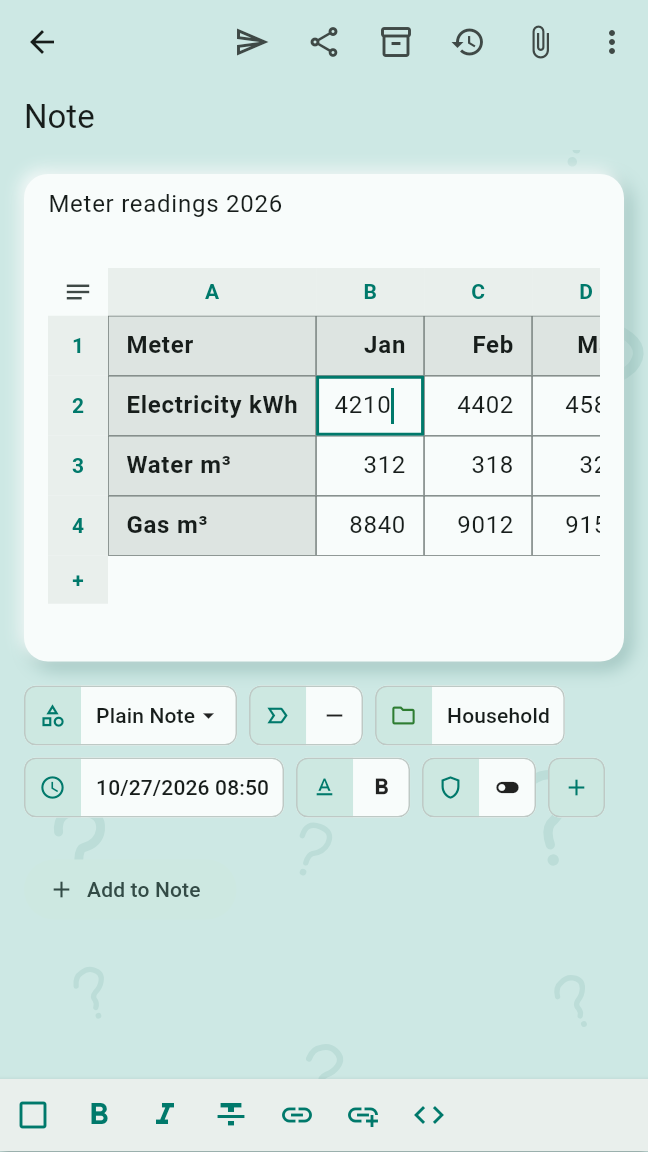 Note
Meter readings 2026
A B C D
1 Meter Jan Feb
2 Electricity kWh 4210 4402
3 Water m³ 312 318
4 Gas m³ 8840 9012
+
Plain Note — Household
10/27/2026 08:50 A B +
+ Add to Note
B I T <>